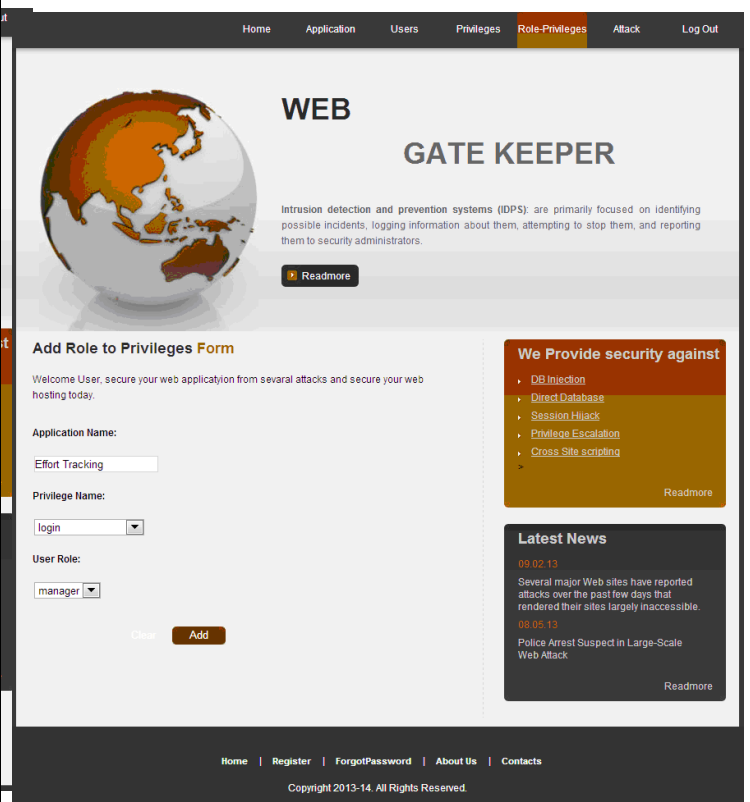 ut
Home Application Users Privileges Role-Privileges Attack Log Out
WEB
GATE KEEPER
Intrusion detection and prevention systems (IDPS): are primarily focused on identifying
possible incidents, logging information about them, attempting to stop them, and reporting
them to security administrators.
Readmore
st
Add Role to Privileges Form
Welcome User, secure your web applicatyion from sevaral attacks and secure your web
hosting today.
Application Name:
Effort Tracking
Privilege Name:
login
User Role:
manager
Clear Add
We Provide security against
DB Injection
Direct Database
Session Hijack
Privilege Escalation
Cross Site scripting
>
Readmore
Latest News
09.02.13
Several major Web sites have reported
attacks over the past few days that
rendered their sites largely inaccessible.
08.05.13
Police Arrest Suspect in Large-Scale
Web Attack
Readmore
Home | Register | ForgotPassword | About Us | Contacts
Copyright 2013-14. All Rights Reserved.